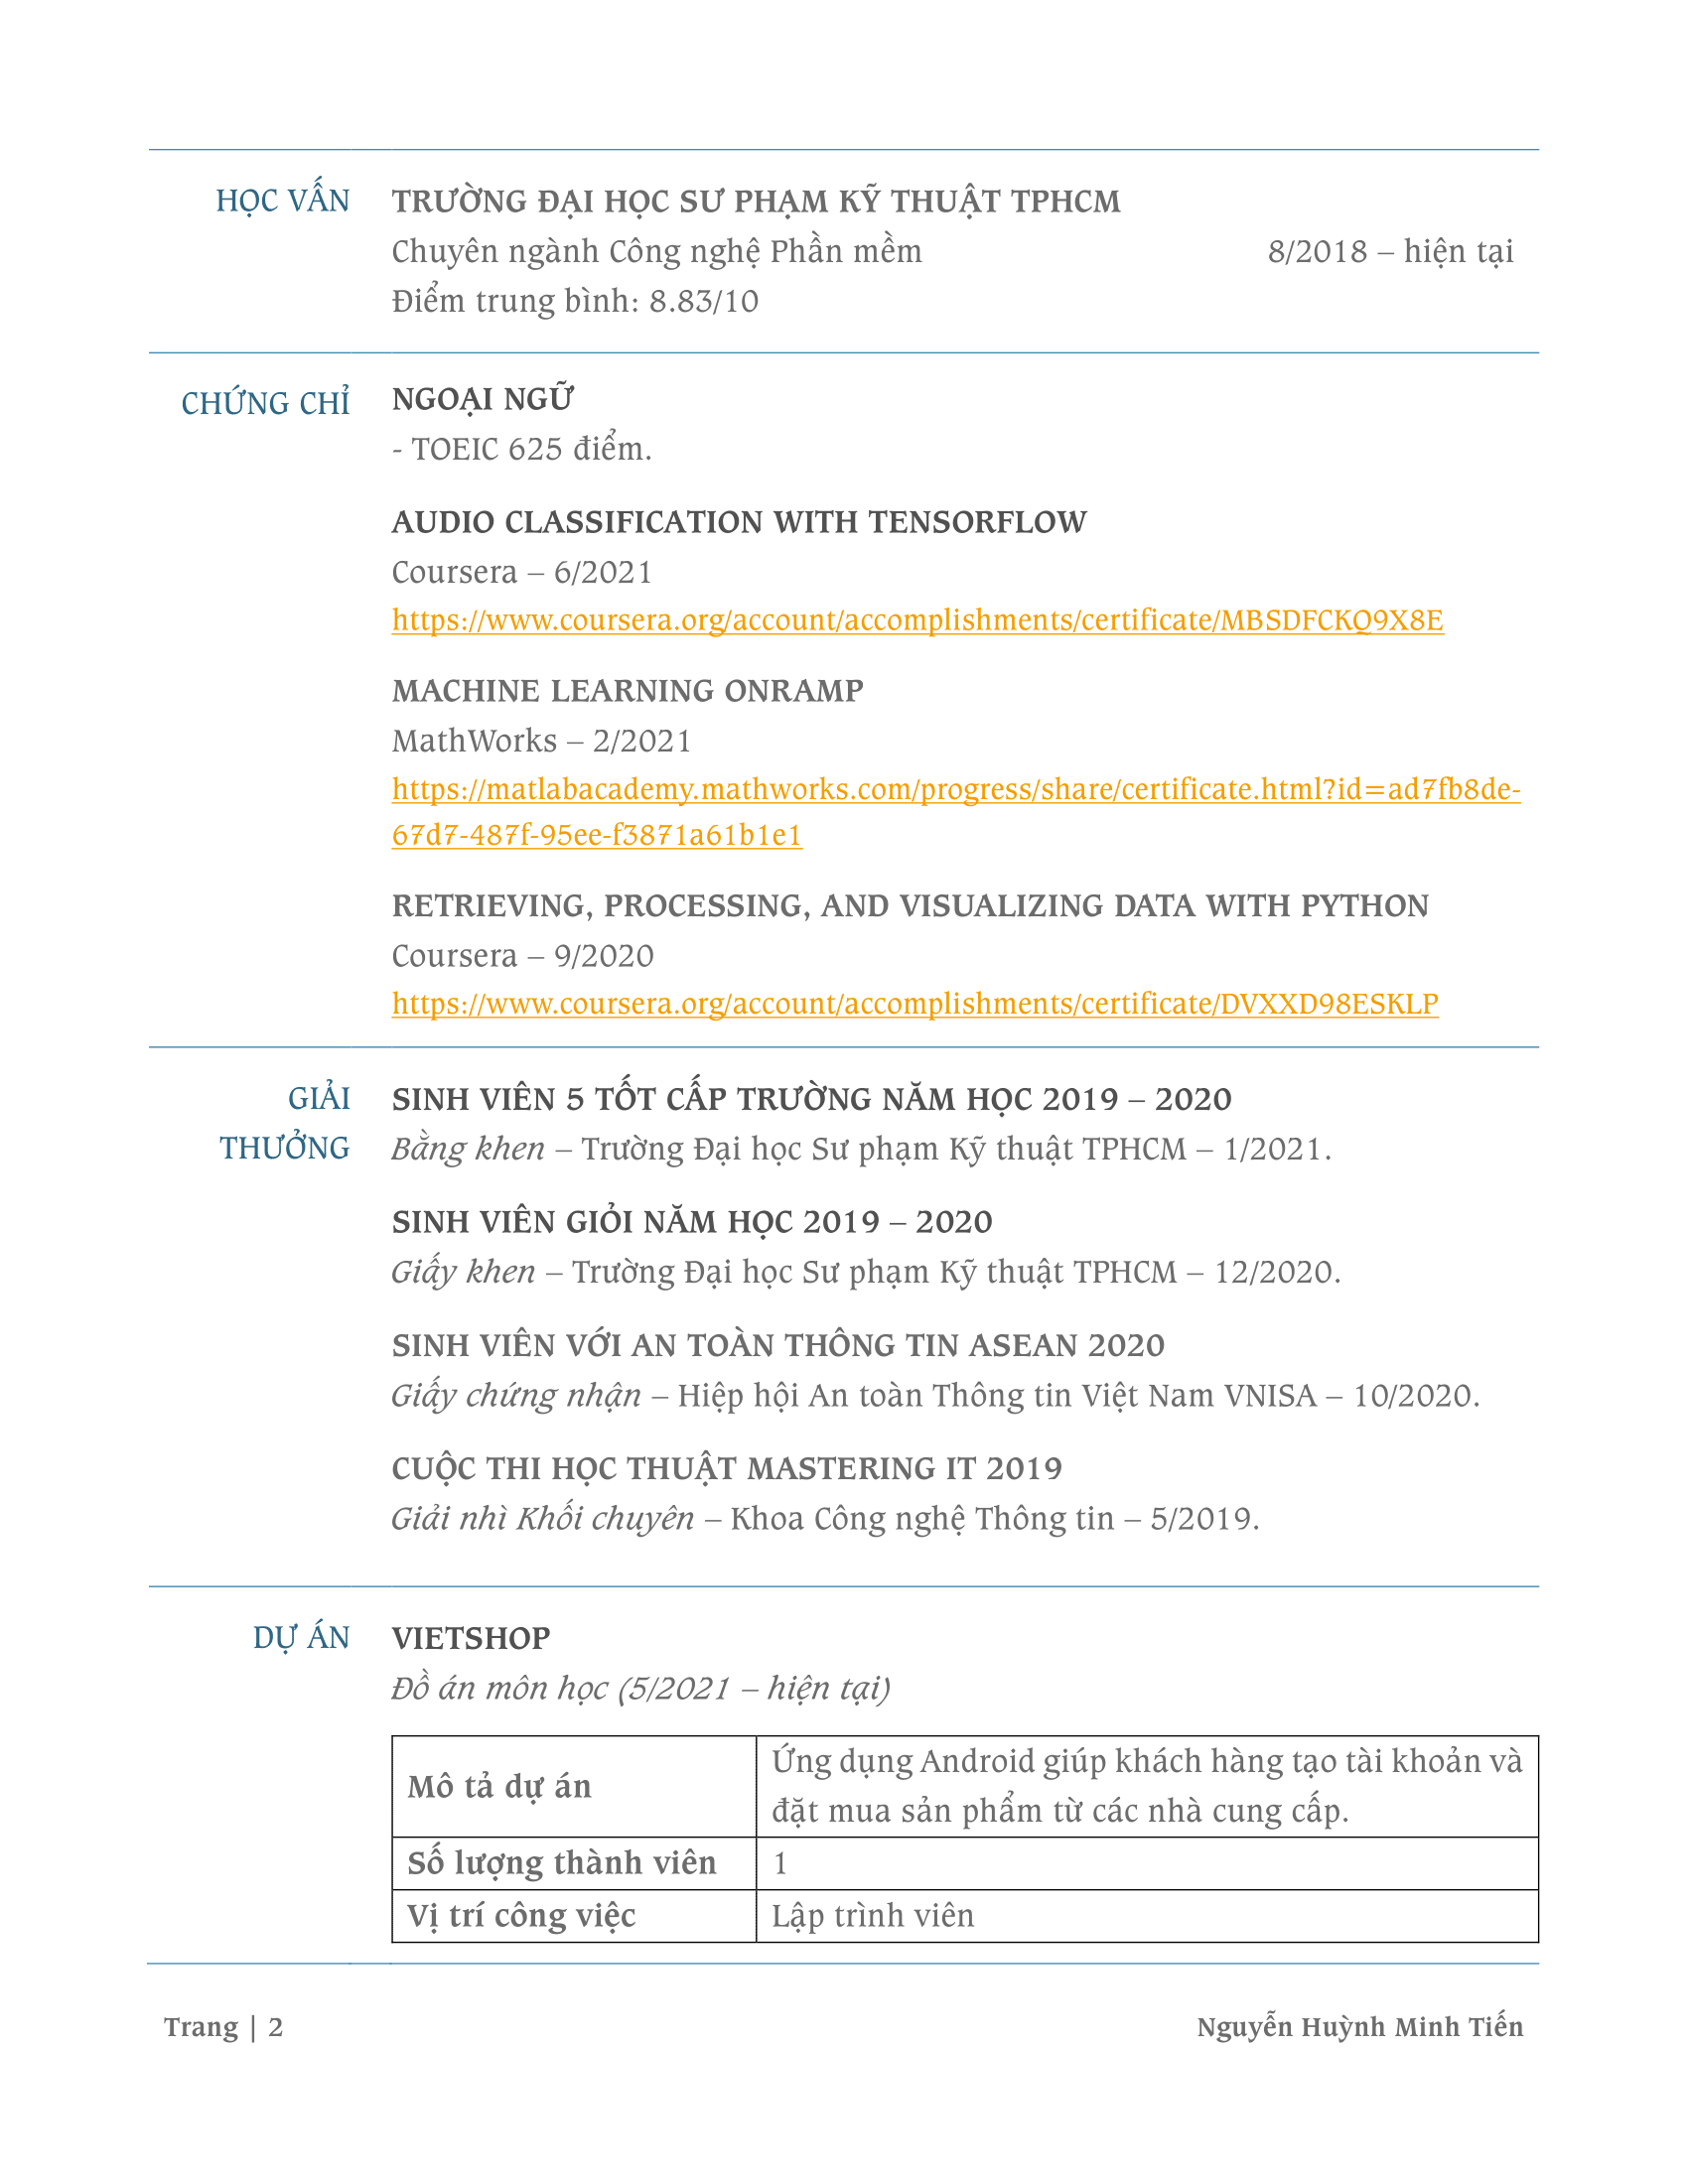 HỌC VẤN
TRƯỜNG ĐẠI HỌC SƯ PHẠM KỸ THUẬT TPHCM
Chuyên ngành Công nghệ Phần mềm 8/2018 – hiện tại
Điểm trung bình: 8.83/10
CHỨNG CHỈ
NGOẠI NGỮ
- TOEIC 625 điểm.
AUDIO CLASSIFICATION WITH TENSORFLOW
Coursera – 6/2021
https://www.coursera.org/account/accomplishments/certificate/MBSDFCKQ9X8E
MACHINE LEARNING ONRAMP
MathWorks – 2/2021
https://matlabacademy.mathworks.com/progress/share/certificate.html?id=ad7fb8de-
67d7-487f-95ee-f3871a61b1e1
RETRIEVING, PROCESSING, AND VISUALIZING DATA WITH PYTHON
Coursera – 9/2020
https://www.coursera.org/account/accomplishments/certificate/DVXXD98ESKLP
GIẢI
THƯỞNG
SINH VIÊN 5 TỐT CẤP TRƯỜNG NĂM HỌC 2019 – 2020
Bằng khen – Trường Đại học Sư phạm Kỹ thuật TPHCM – 1/2021.
SINH VIÊN GIỎI NĂM HỌC 2019 – 2020
Giấy khen – Trường Đại học Sư phạm Kỹ thuật TPHCM – 12/2020.
SINH VIÊN VỚI AN TOÀN THÔNG TIN ASEAN 2020
Giấy chứng nhận – Hiệp hội An toàn Thông tin Việt Nam VNISA – 10/2020.
CUỘC THI HỌC THUẬT MASTERING IT 2019
Giải nhì Khối chuyên – Khoa Công nghệ Thông tin – 5/2019.
DỰ ÁN
VIETSHOP
Đồ án môn học (5/2021 – hiện tại)
Mô tả dự án
Ứng dụng Android giúp khách hàng tạo tài khoản và
đặt mua sản phẩm từ các nhà cung cấp.
Số lượng thành viên 1
Vị trí công việc Lập trình viên
Trang | 2 Nguyễn Huỳnh Minh Tiến